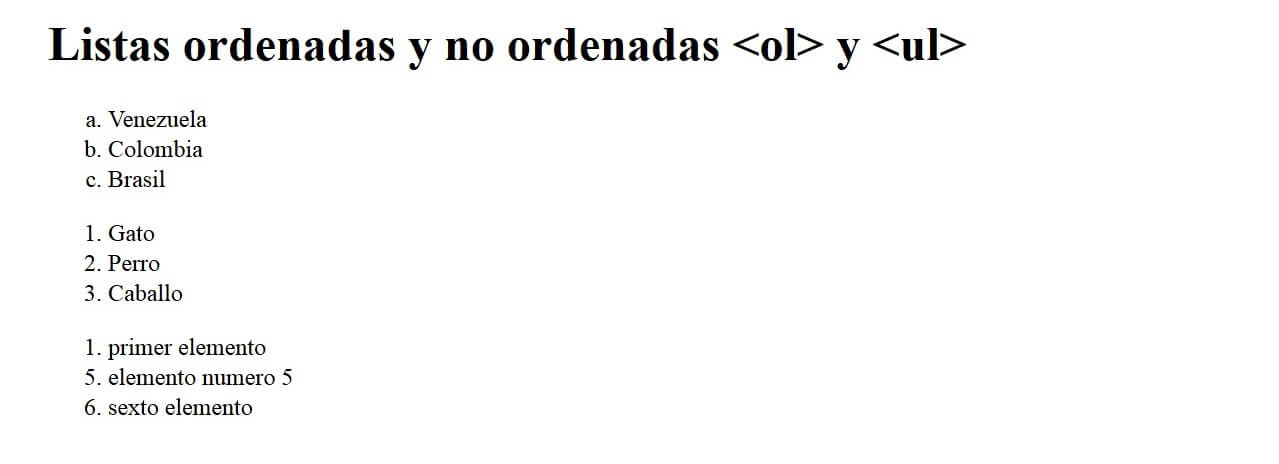 Listas ordenadas y no ordenadas <ol> y <ul>
a. Venezuela
b. Colombia
c. Brasil
1. Gato
2. Perro
3. Caballo
1. primer elemento
5. elemento numero 5
6. sexto elemento